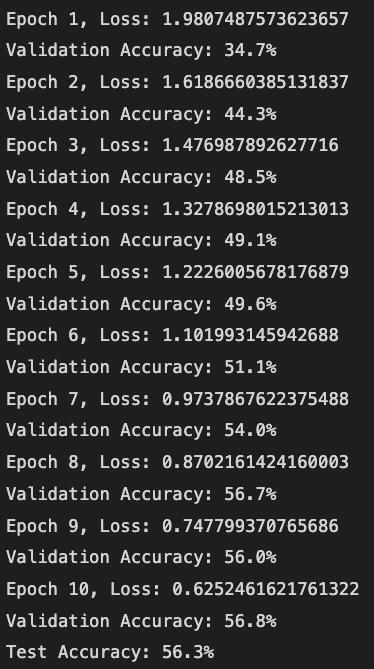 Epoch 1, Loss: 1.9807487573623657
Validation Accuracy: 34.7%
Epoch 2, Loss: 1.6186660385131837
Validation Accuracy: 44.3%
Epoch 3, Loss: 1.476987892627716
Validation Accuracy: 48.5%
Epoch 4, Loss: 1.3278698015213013
Validation Accuracy: 49.1%
Epoch 5, Loss: 1.2226005678176879
Validation Accuracy: 49.6%
Epoch 6, Loss: 1.101993145942688
Validation Accuracy: 51.1%
Epoch 7, Loss: 0.9737867622375488
Validation Accuracy: 54.0%
Epoch 8, Loss: 0.8702161424160003
Validation Accuracy: 56.7%
Epoch 9, Loss: 0.747799370765686
Validation Accuracy: 56.0%
Epoch 10, Loss: 0.6252461621761322
Validation Accuracy: 56.8%
Test Accuracy: 56.3%